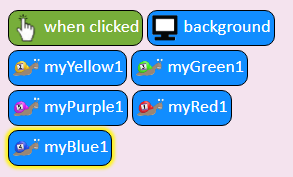 when clicked background
myYellow1 myGreen1
myPurple1 myRed1
myBlue1